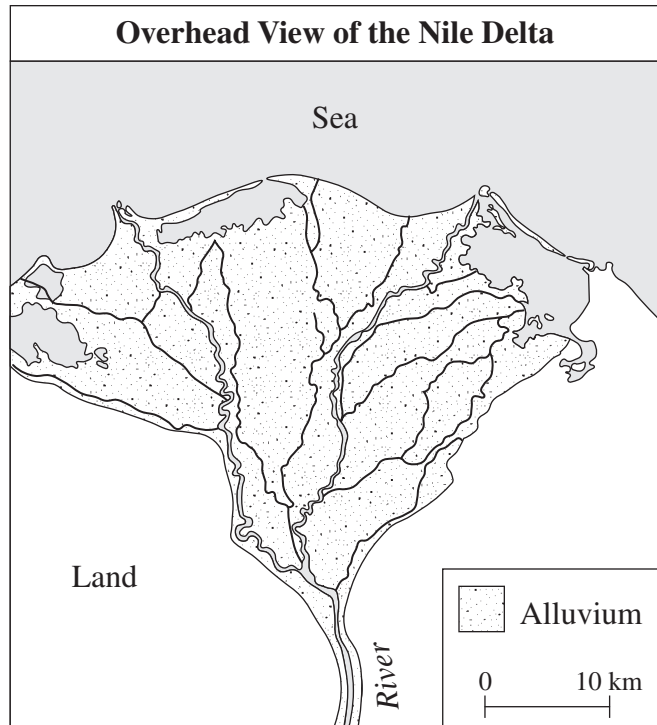 Overhead View of the Nile Delta
Sea
Land
River
Alluvium
0 10 km